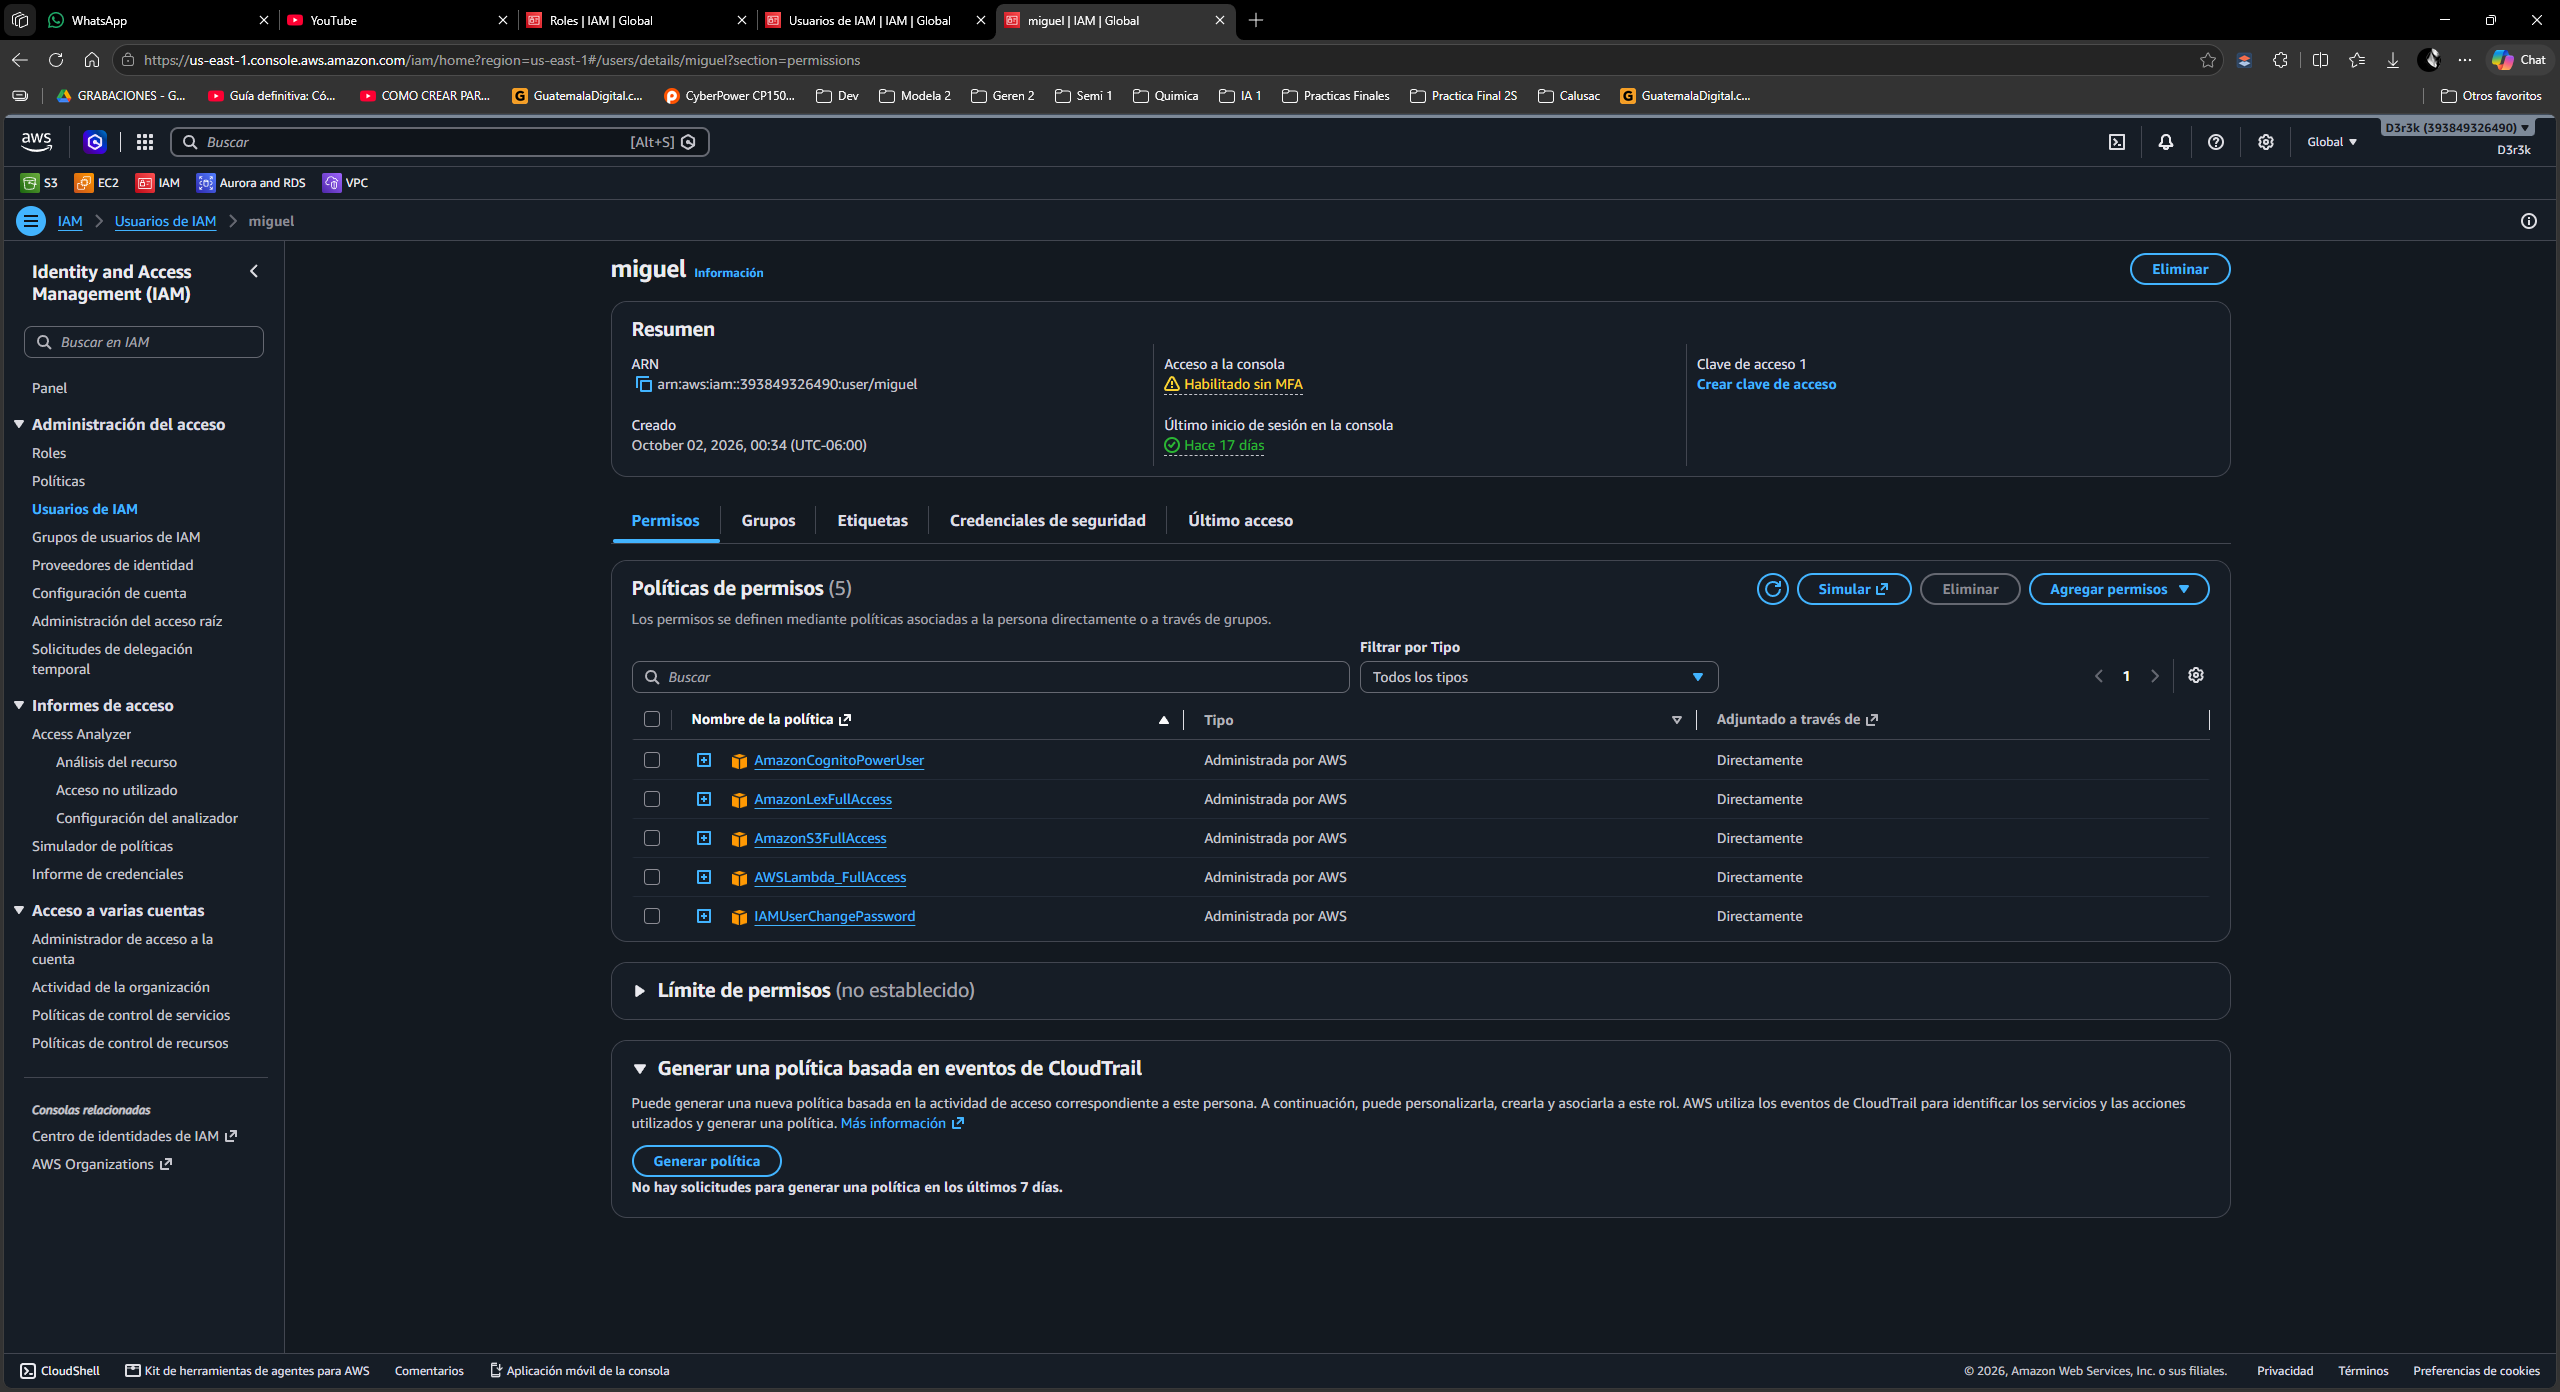 WhatsApp
YouTube
Roles | IAM | Global
Usuarios de IAM | IAM | Global
miguel | IAM | Global
https://us-east-1.console.aws.amazon.com/iam/home?region=us-east-1#/users/details/miguel?section=permissions
Chat
GRABACIONES - G...
Guía definitiva: Có...
COMO CREAR PAR...
GuatemalaDigital.c...
CyberPower CP150...
Dev
Modela 2
Geren 2
Semi 1
Quimica
IA 1
Practicas Finales
Practica Final 2S
Calusac
GuatemalaDigital.c...
Otros favoritos
aws
Buscar
[Alt+S]
Global
D3r3k (393849326490)
D3r3k
S3
EC2
IAM
Aurora and RDS
VPC
IAM
Usuarios de IAM
miguel
Identity and Access
Management (IAM)
Buscar en IAM
Panel
Administración del acceso
Roles
Políticas
Usuarios de IAM
Grupos de usuarios de IAM
Proveedores de identidad
Configuración de cuenta
Administración del acceso raíz
Solicitudes de delegación
temporal
Informes de acceso
Access Analyzer
Análisis del recurso
Acceso no utilizado
Configuración del analizador
Simulador de políticas
Informe de credenciales
Acceso a varias cuentas
Administrador de acceso a la
cuenta
Actividad de la organización
Políticas de control de servicios
Políticas de control de recursos
Consolas relacionadas
Centro de identidades de IAM
AWS Organizations
miguel Información
Eliminar
Resumen
ARN
arn:aws:iam::393849326490:user/miguel
Creado
October 02, 2026, 00:34 (UTC-06:00)
Acceso a la consola
Habilitado sin MFA
Último inicio de sesión en la consola
Hace 17 días
Clave de acceso 1
Crear clave de acceso
Permisos
Grupos
Etiquetas
Credenciales de seguridad
Último acceso
Políticas de permisos (5)
Simular
Eliminar
Agregar permisos
Los permisos se definen mediante políticas asociadas a la persona directamente o a través de grupos.
Filtrar por Tipo
Buscar
Todos los tipos
1
Nombre de la política
Tipo
Adjuntado a través de
AmazonCognitoPowerUser
Administrada por AWS
Directamente
AmazonLexFullAccess
Administrada por AWS
Directamente
AmazonS3FullAccess
Administrada por AWS
Directamente
AWSLambda_FullAccess
Administrada por AWS
Directamente
IAMUserChangePassword
Administrada por AWS
Directamente
Límite de permisos (no establecido)
Generar una política basada en eventos de CloudTrail
Puede generar una nueva política basada en la actividad de acceso correspondiente a este persona. A continuación, puede personalizarla, crearla y asociarla a este rol. AWS utiliza los eventos de CloudTrail para identificar los servicios y las acciones
utilizados y generar una política. Más información
Generar política
No hay solicitudes para generar una política en los últimos 7 días.
CloudShell
Kit de herramientas de agentes para AWS
Comentarios
Aplicación móvil de la consola
© 2026, Amazon Web Services, Inc. o sus filiales.
Privacidad
Términos
Preferencias de cookies